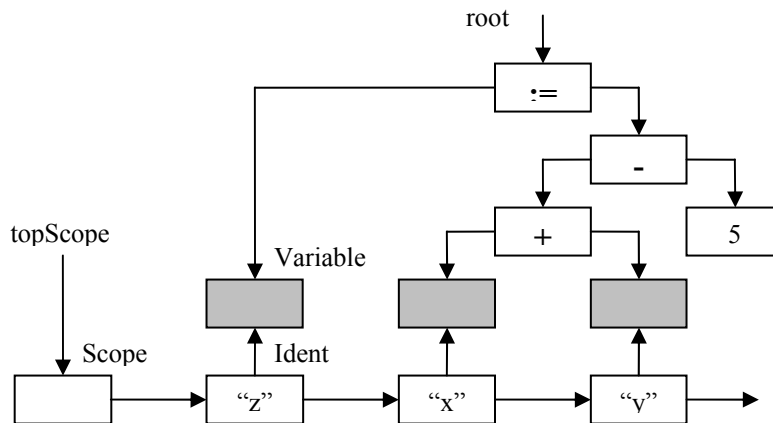 root
:=
-
topScope
+
5
Variable
Scope
Ident
“z”
“x”
“y”